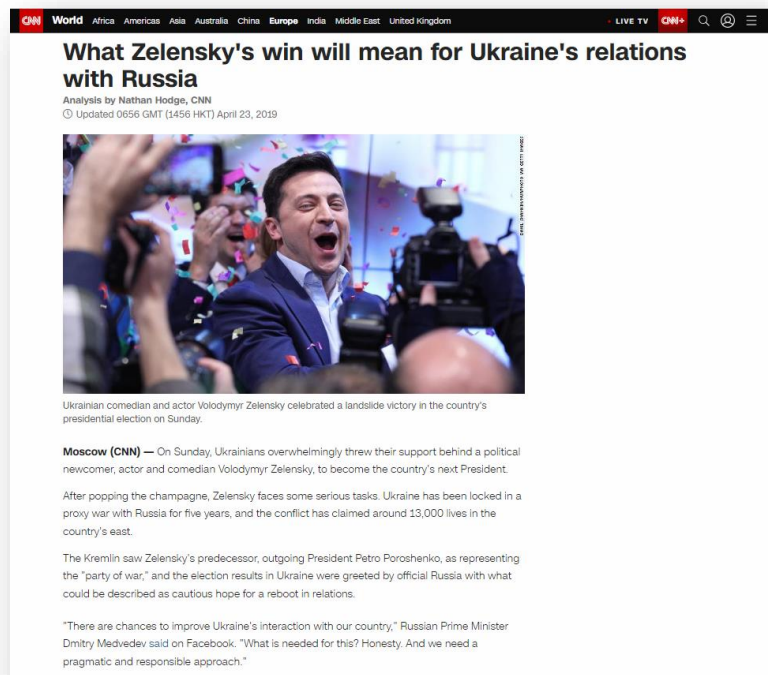 CNN World Africa Americas Asia Australia China Europe India Middle East United Kingdom LIVE TV CNN+
What Zelensky's win will mean for Ukraine's relations
with Russia
Analysis by Nathan Hodge, CNN
Updated 0656 GMT (1456 HKT) April 23, 2019
Ukrainian comedian and actor Volodymyr Zelensky celebrated a landslide victory in the country's
presidential election on Sunday.
Moscow (CNN) — On Sunday, Ukrainians overwhelmingly threw their support behind a political
newcomer, actor and comedian Volodymyr Zelensky, to become the country's next President.
After popping the champagne, Zelensky faces some serious tasks. Ukraine has been locked in a
proxy war with Russia for five years, and the conflict has claimed around 13,000 lives in the
country's east.
The Kremlin saw Zelensky's predecessor, outgoing President Petro Poroshenko, as representing
the "party of war," and the election results in Ukraine were greeted by official Russia with what
could be described as cautious hope for a reboot in relations.
"There are chances to improve Ukraine's interaction with our country," Russian Prime Minister
Dmitry Medvedev said on Facebook. "What is needed for this? Honesty. And we need a
pragmatic and responsible approach."